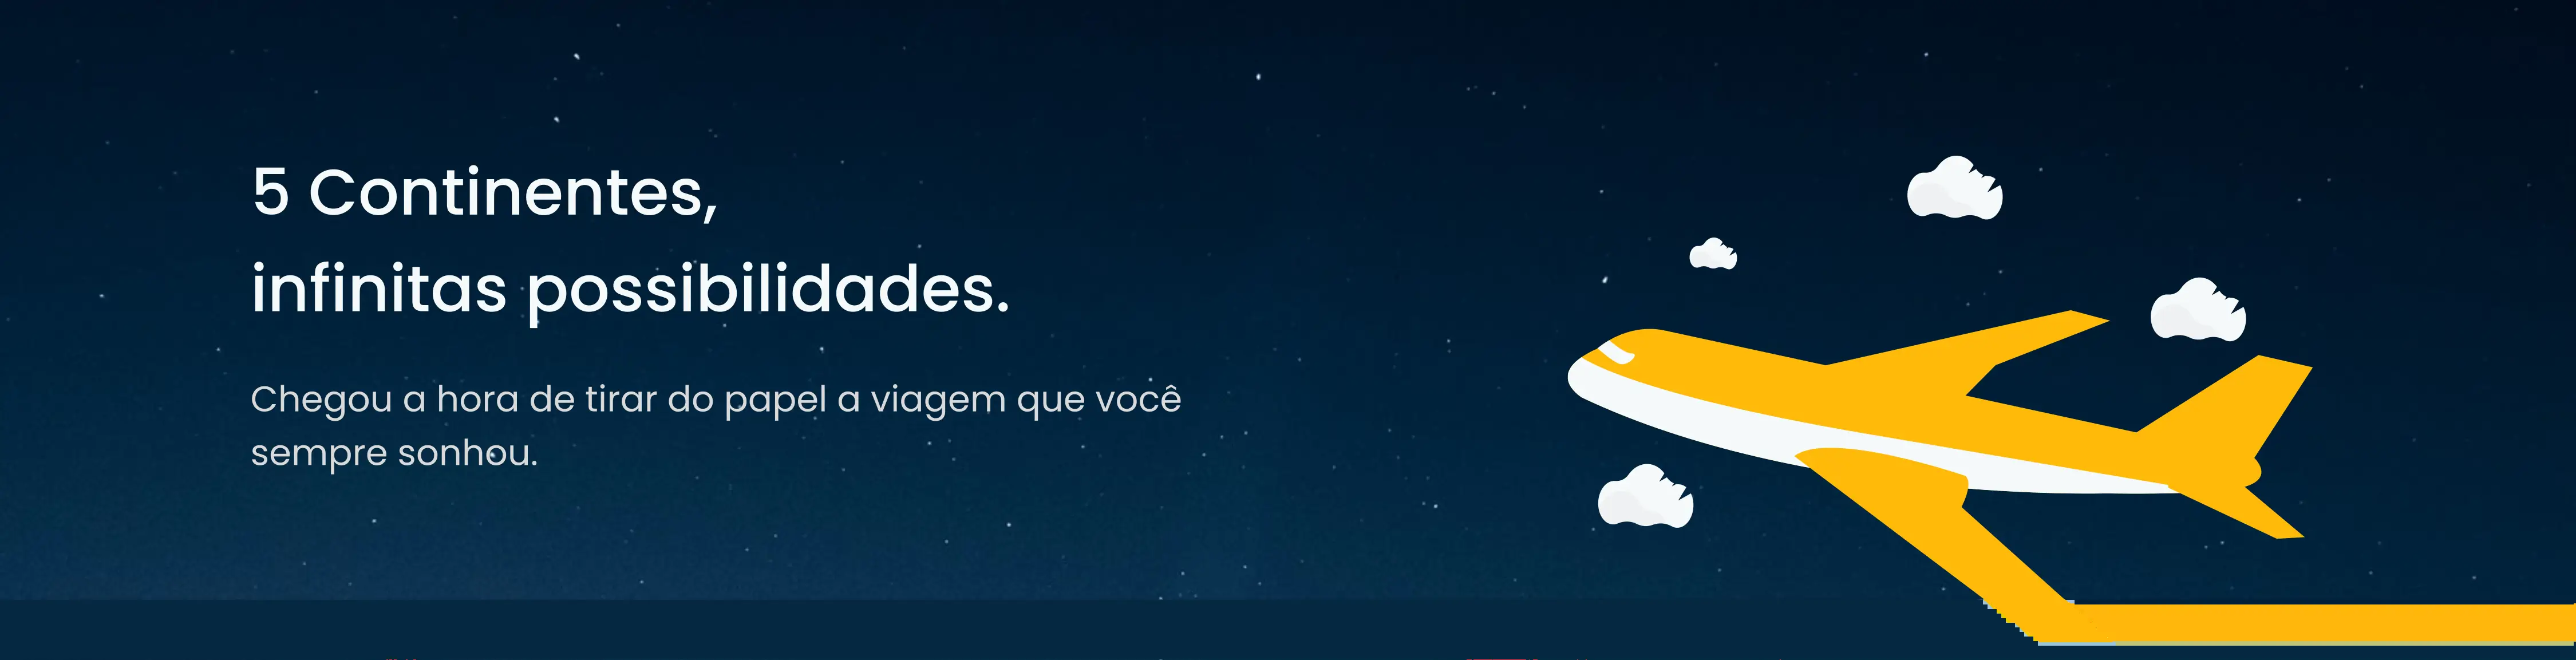 5 Continentes,
infinitas possibilidades.
Chegou a hora de tirar do papel a viagem que você
sempre sonhou.